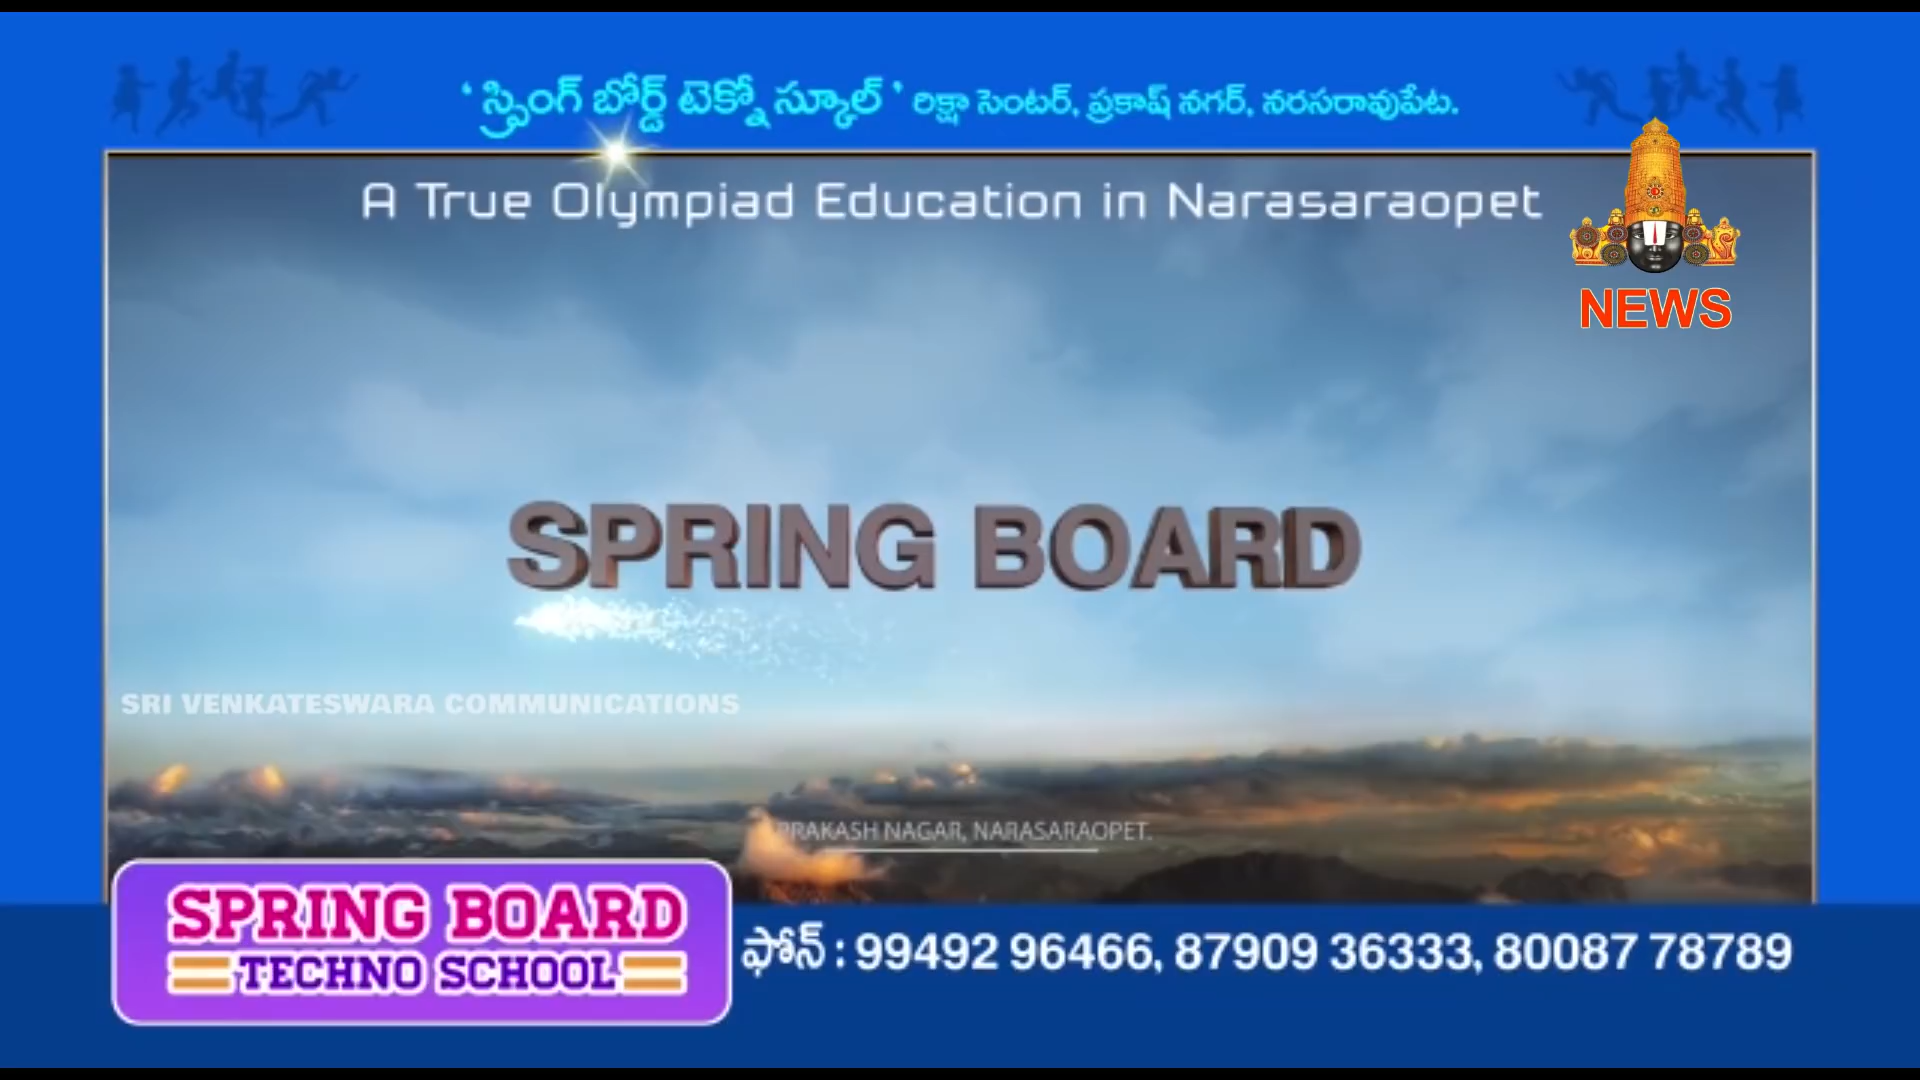 ‘ స్ప్రింగ్ బోర్డ్ టెక్నో స్కూల్ ’ రిక్షా సెంటర్, ప్రకాష్ నగర్, నరసరావుపేట.
A True Olympiad Education in Narasaraopet
NEWS
SPRING BOARD
SRI VENKATESWARA COMMUNICATIONS
PRAKASH NAGAR, NARASARAOPET.
SPRING BOARD
TECHNO SCHOOL
ఫోన్ : 99492 96466, 87909 36333, 80087 78789